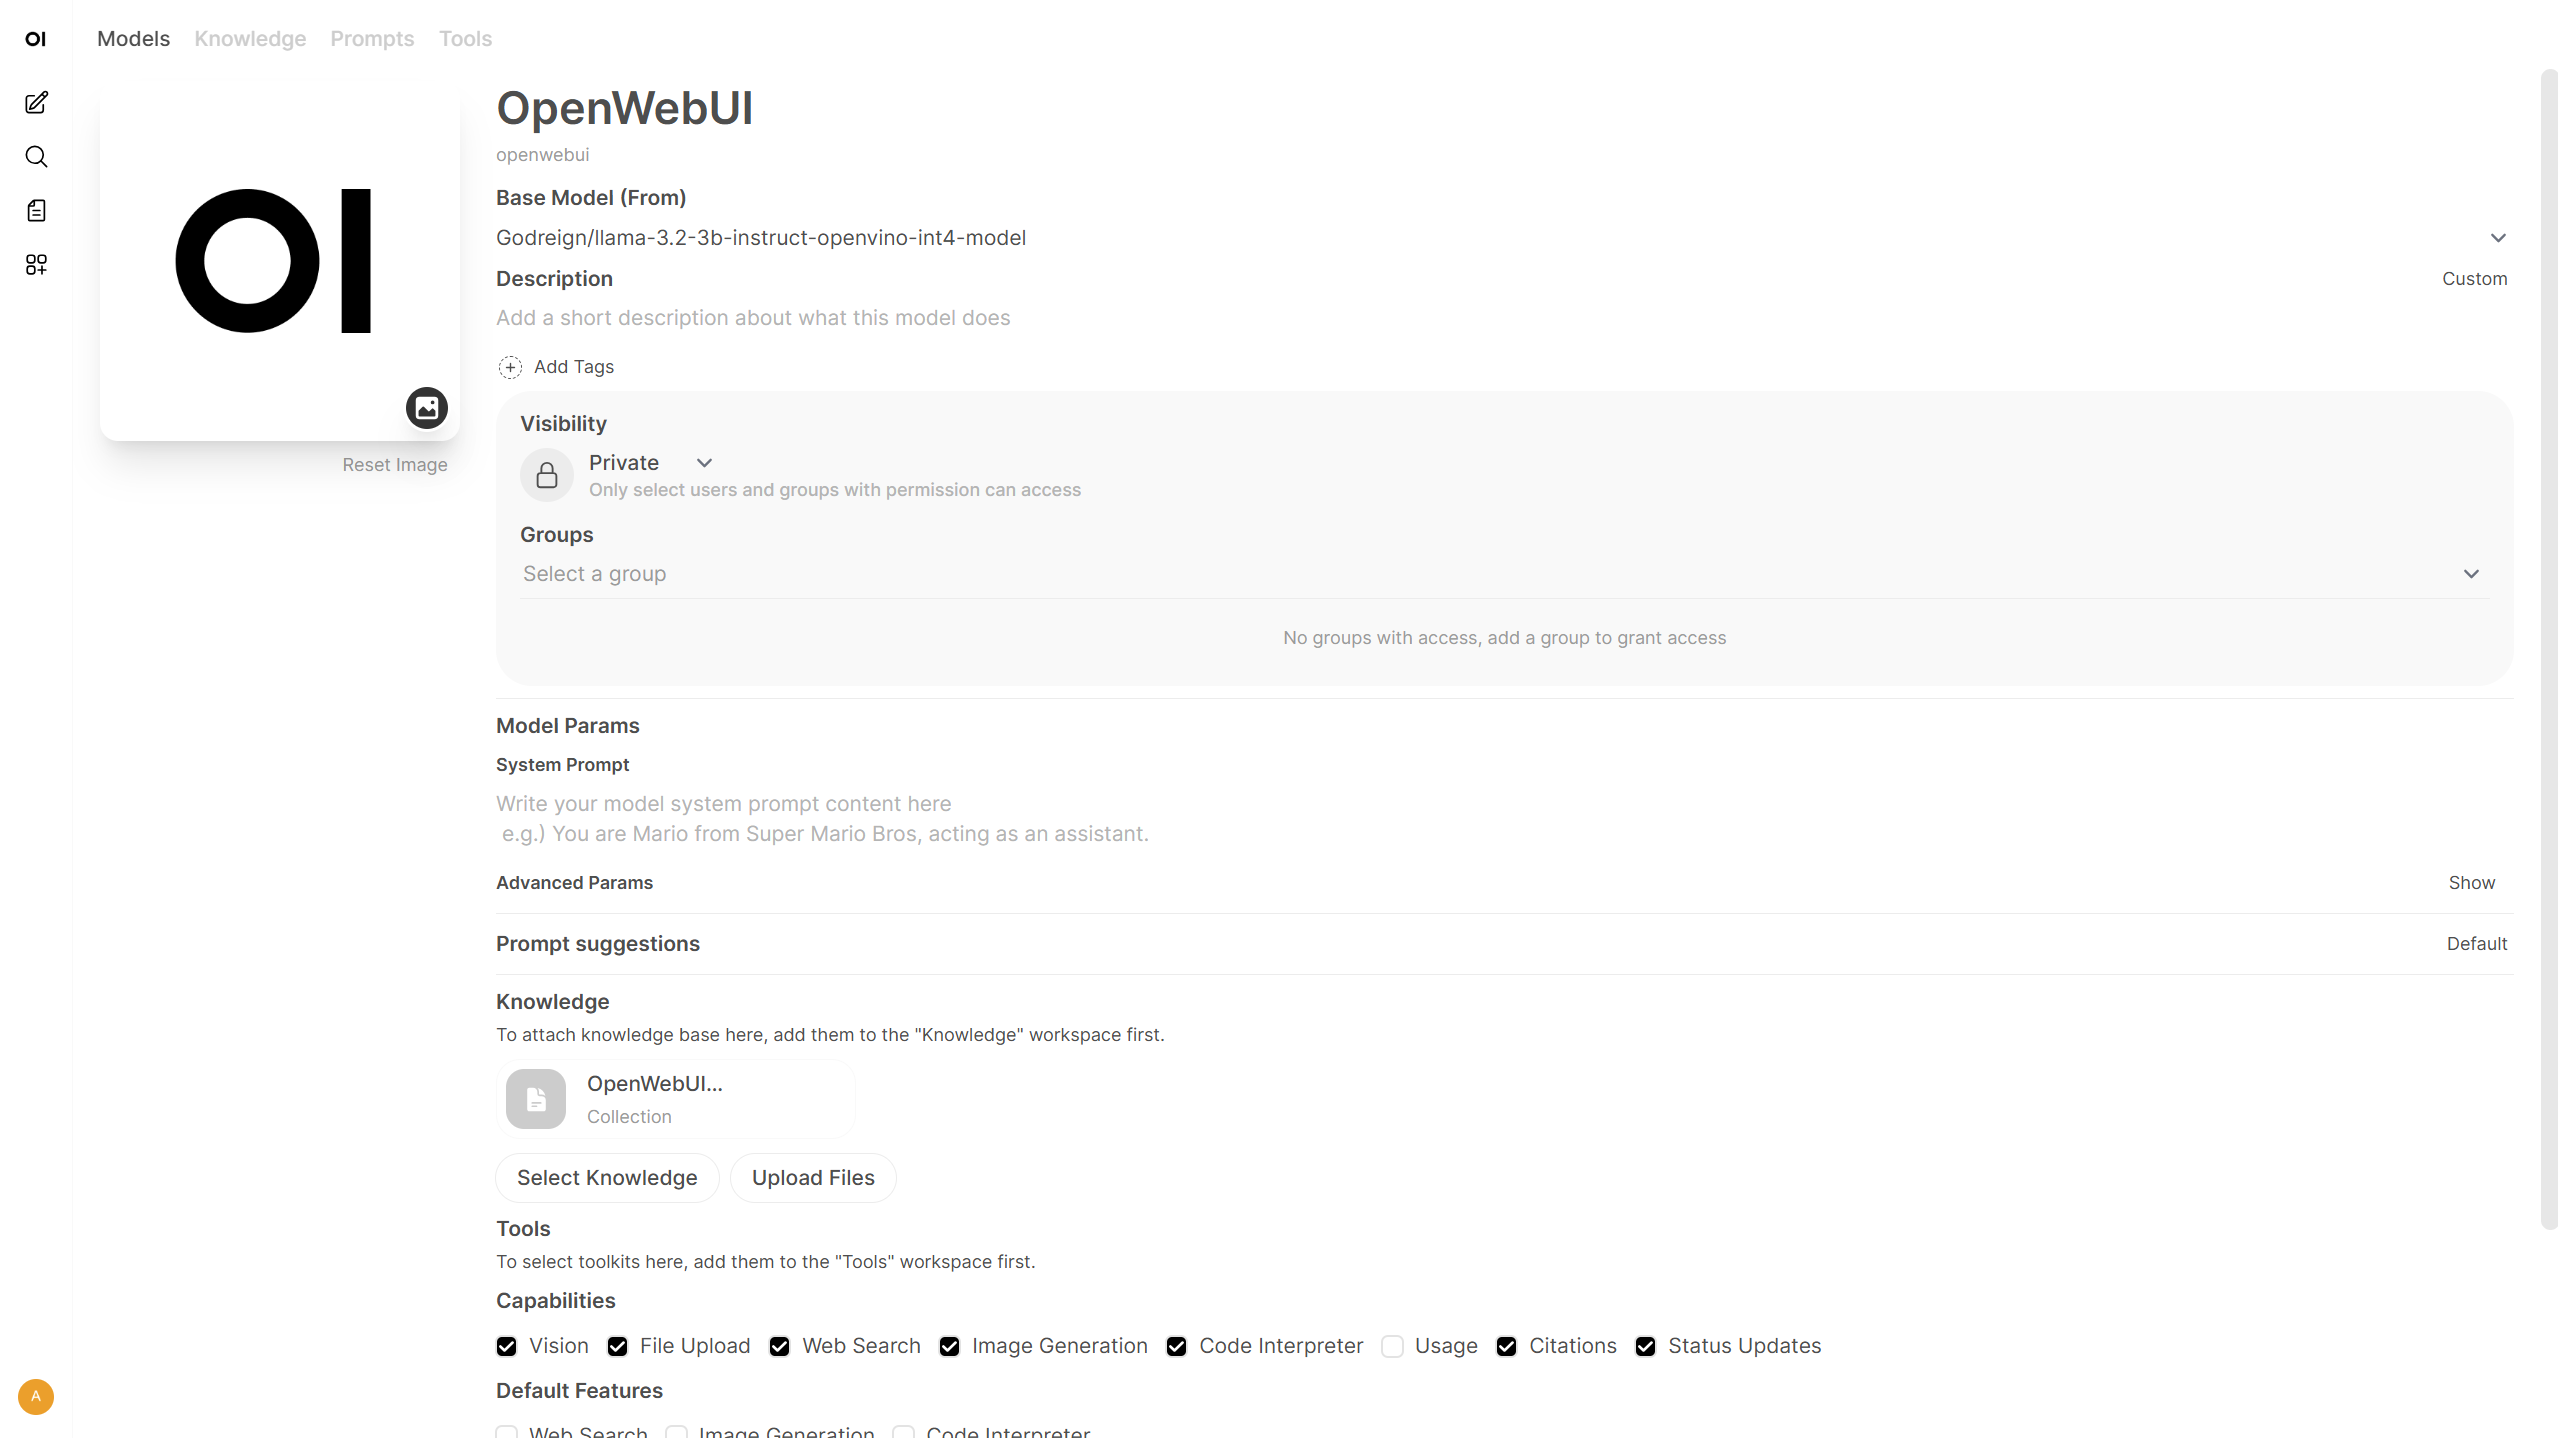 OI
Models Knowledge Prompts Tools
OI
Reset Image
OpenWebUI
openwebui
Base Model (From)
Godreign/llama-3.2-3b-instruct-openvino-int4-model
Description Custom
Add a short description about what this model does
Add Tags
Visibility
Private
Only select users and groups with permission can access
Groups
Select a group
No groups with access, add a group to grant access
Model Params
System Prompt
Write your model system prompt content here
e.g.) You are Mario from Super Mario Bros, acting as an assistant.
Advanced Params Show
Prompt suggestions Default
Knowledge
To attach knowledge base here, add them to the "Knowledge" workspace first.
OpenWebUI...
Collection
Select Knowledge Upload Files
Tools
To select toolkits here, add them to the "Tools" workspace first.
Capabilities
Vision File Upload Web Search Image Generation Code Interpreter Usage Citations Status Updates
Default Features
Web Search Image Generation Code Interpreter
A